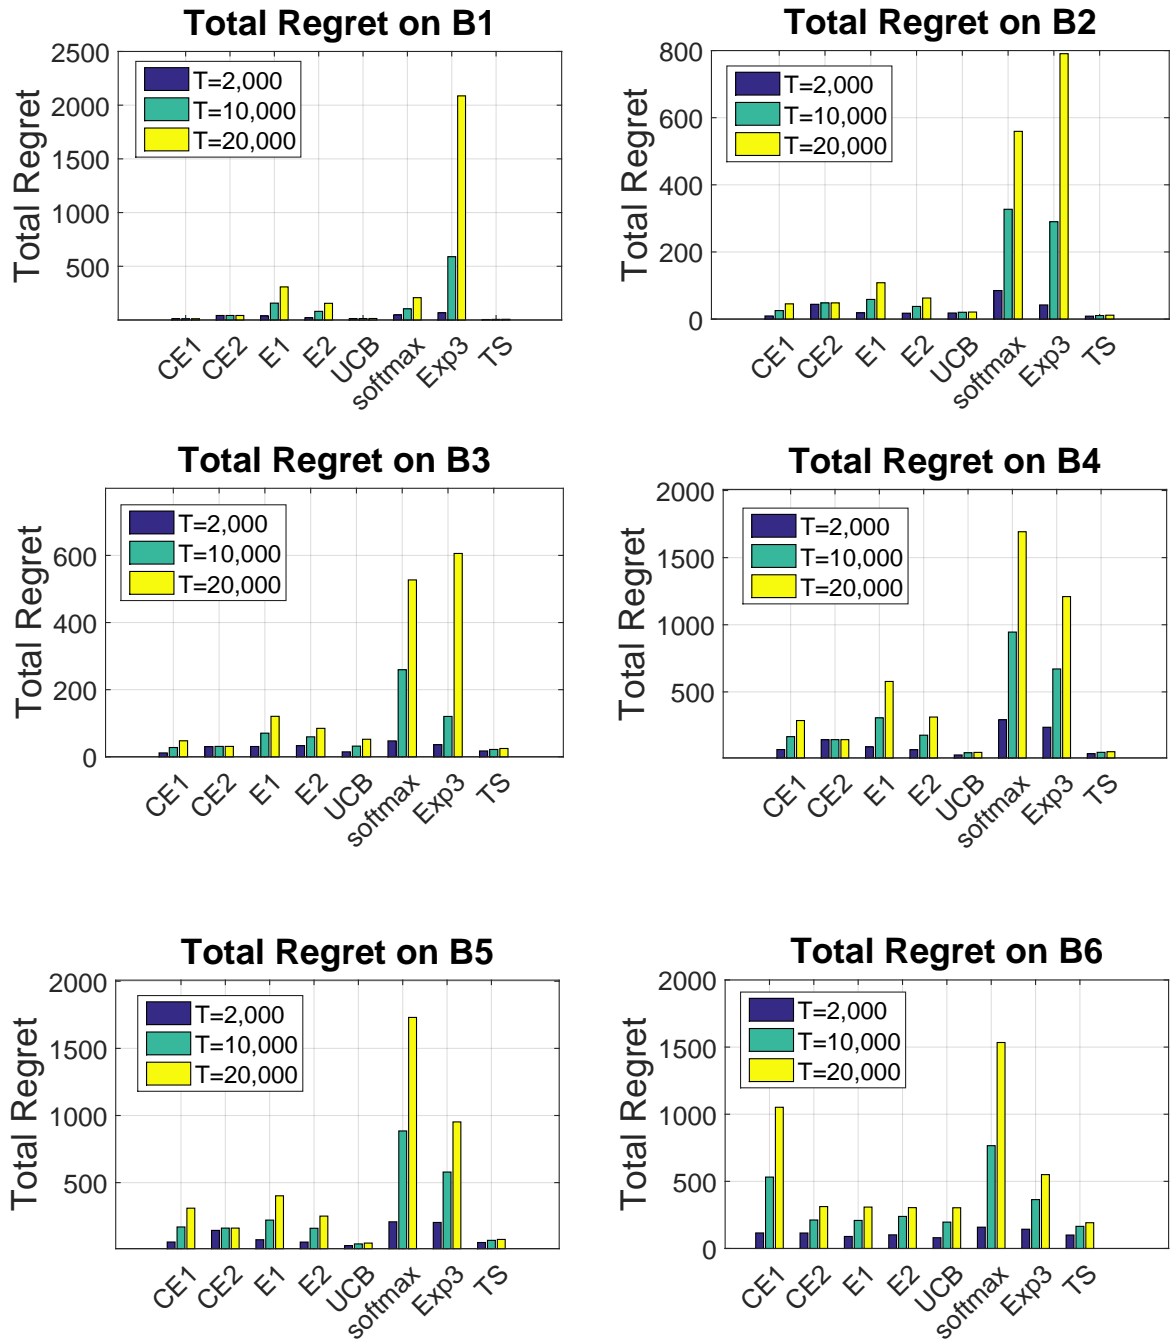 Total Regret on B1
Total Regret
2500
2000
1500
1000
500
T=2,000
T=10,000
T=20,000
CE1
CE2
E1
E2
UCB
softmax
Exp3
TS
Total Regret on B2
Total Regret
800
600
400
200
0
T=2,000
T=10,000
T=20,000
CE1
CE2
E1
E2
UCB
softmax
Exp3
TS
Total Regret on B3
Total Regret
600
400
200
0
T=2,000
T=10,000
T=20,000
CE1
CE2
E1
E2
UCB
softmax
Exp3
TS
Total Regret on B4
Total Regret
2000
1500
1000
500
T=2,000
T=10,000
T=20,000
CE1
CE2
E1
E2
UCB
softmax
Exp3
TS
Total Regret on B5
Total Regret
2000
1500
1000
500
T=2,000
T=10,000
T=20,000
CE1
CE2
E1
E2
UCB
softmax
Exp3
TS
Total Regret on B6
Total Regret
2000
1500
1000
500
0
T=2,000
T=10,000
T=20,000
CE1
CE2
E1
E2
UCB
softmax
Exp3
TS